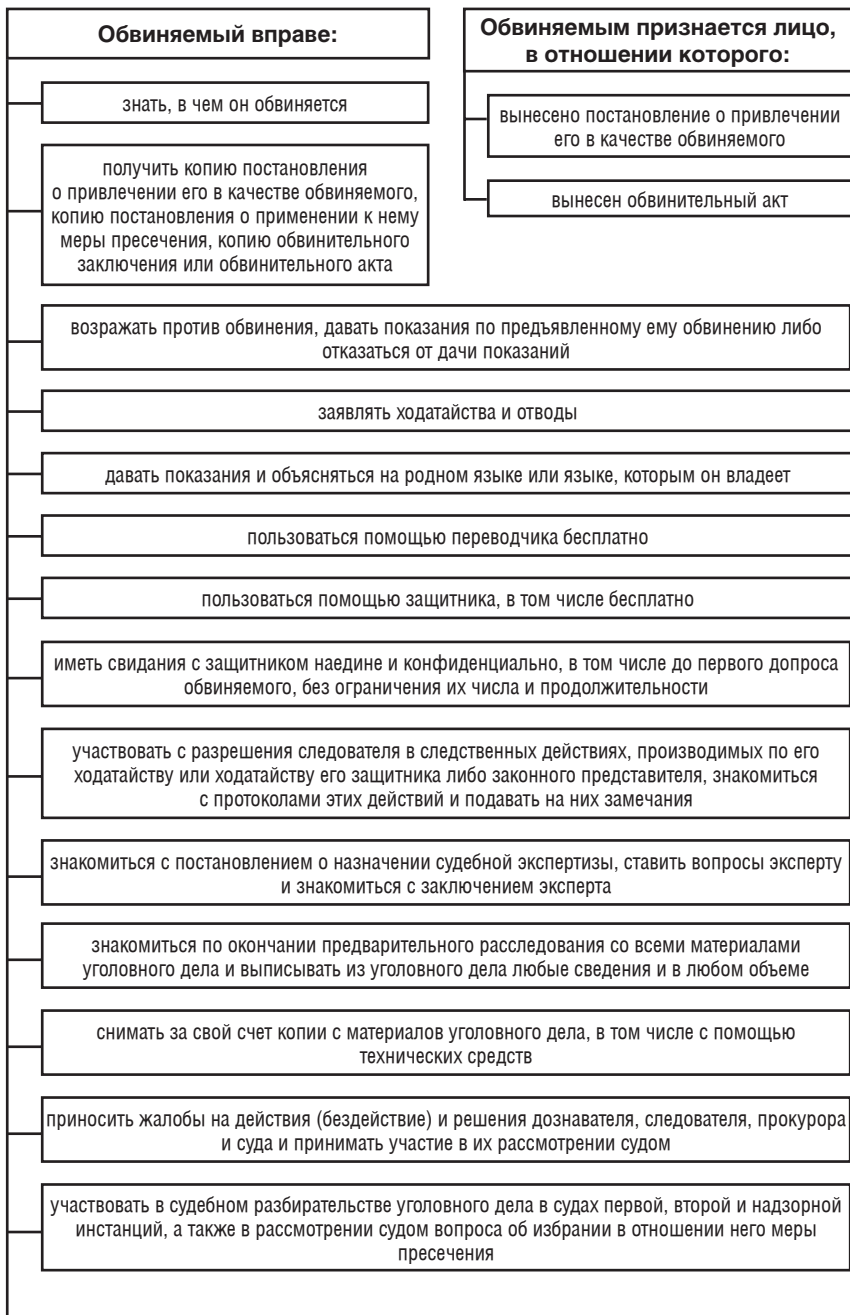 Обвиняемый вправе:
знать, в чем он обвиняется
получить копию постановления
о привлечении его в качестве обвиняемого,
копию постановления о применении к нему
меры пресечения, копию обвинительного
заключения или обвинительного акта
Обвиняемым признается лицо,
в отношении которого:
вынесено постановление о привлечении
его в качестве обвиняемого
вынесен обвинительный акт
возражать против обвинения, давать показания по предъявленному ему обвинению либо
отказаться от дачи показаний
заявлять ходатайства и отводы
давать показания и объясняться на родном языке или языке, которым он владеет
пользоваться помощью переводчика бесплатно
пользоваться помощью защитника, в том числе бесплатно
иметь свидания с защитником наедине и конфиденциально, в том числе до первого допроса
обвиняемого, без ограничения их числа и продолжительности
участвовать с разрешения следователя в следственных действиях, производимых по его
ходатайству или ходатайству его защитника либо законного представителя, знакомиться
с протоколами этих действий и подавать на них замечания
знакомиться с постановлением о назначении судебной экспертизы, ставить вопросы эксперту
и знакомиться с заключением эксперта
знакомиться по окончании предварительного расследования со всеми материалами
уголовного дела и выписывать из уголовного дела любые сведения и в любом объеме
снимать за свой счет копии с материалов уголовного дела, в том числе с помощью
технических средств
приносить жалобы на действия (бездействие) и решения дознавателя, следователя, прокурора
и суда и принимать участие в их рассмотрении судом
участвовать в судебном разбирательстве уголовного дела в судах первой, второй и надзорной
инстанций, а также в рассмотрении судом вопроса об избрании в отношении него меры
пресечения